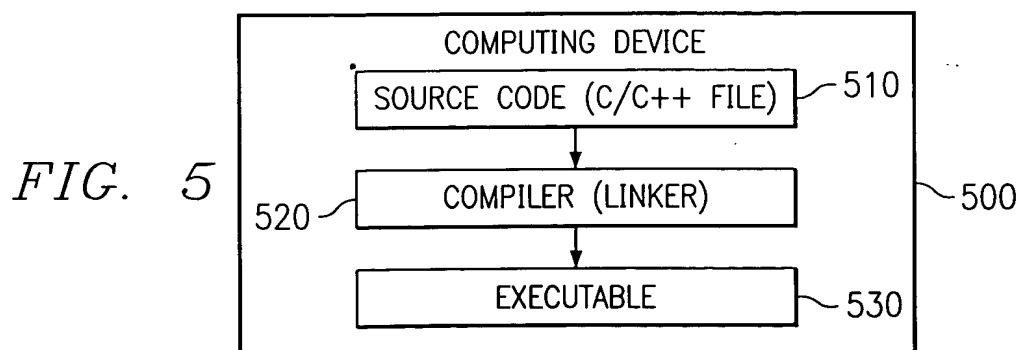 COMPUTING DEVICE
SOURCE CODE (C/C++ FILE)
510
FIG. 5
COMPILER (LINKER)
520
500
EXECUTABLE
530